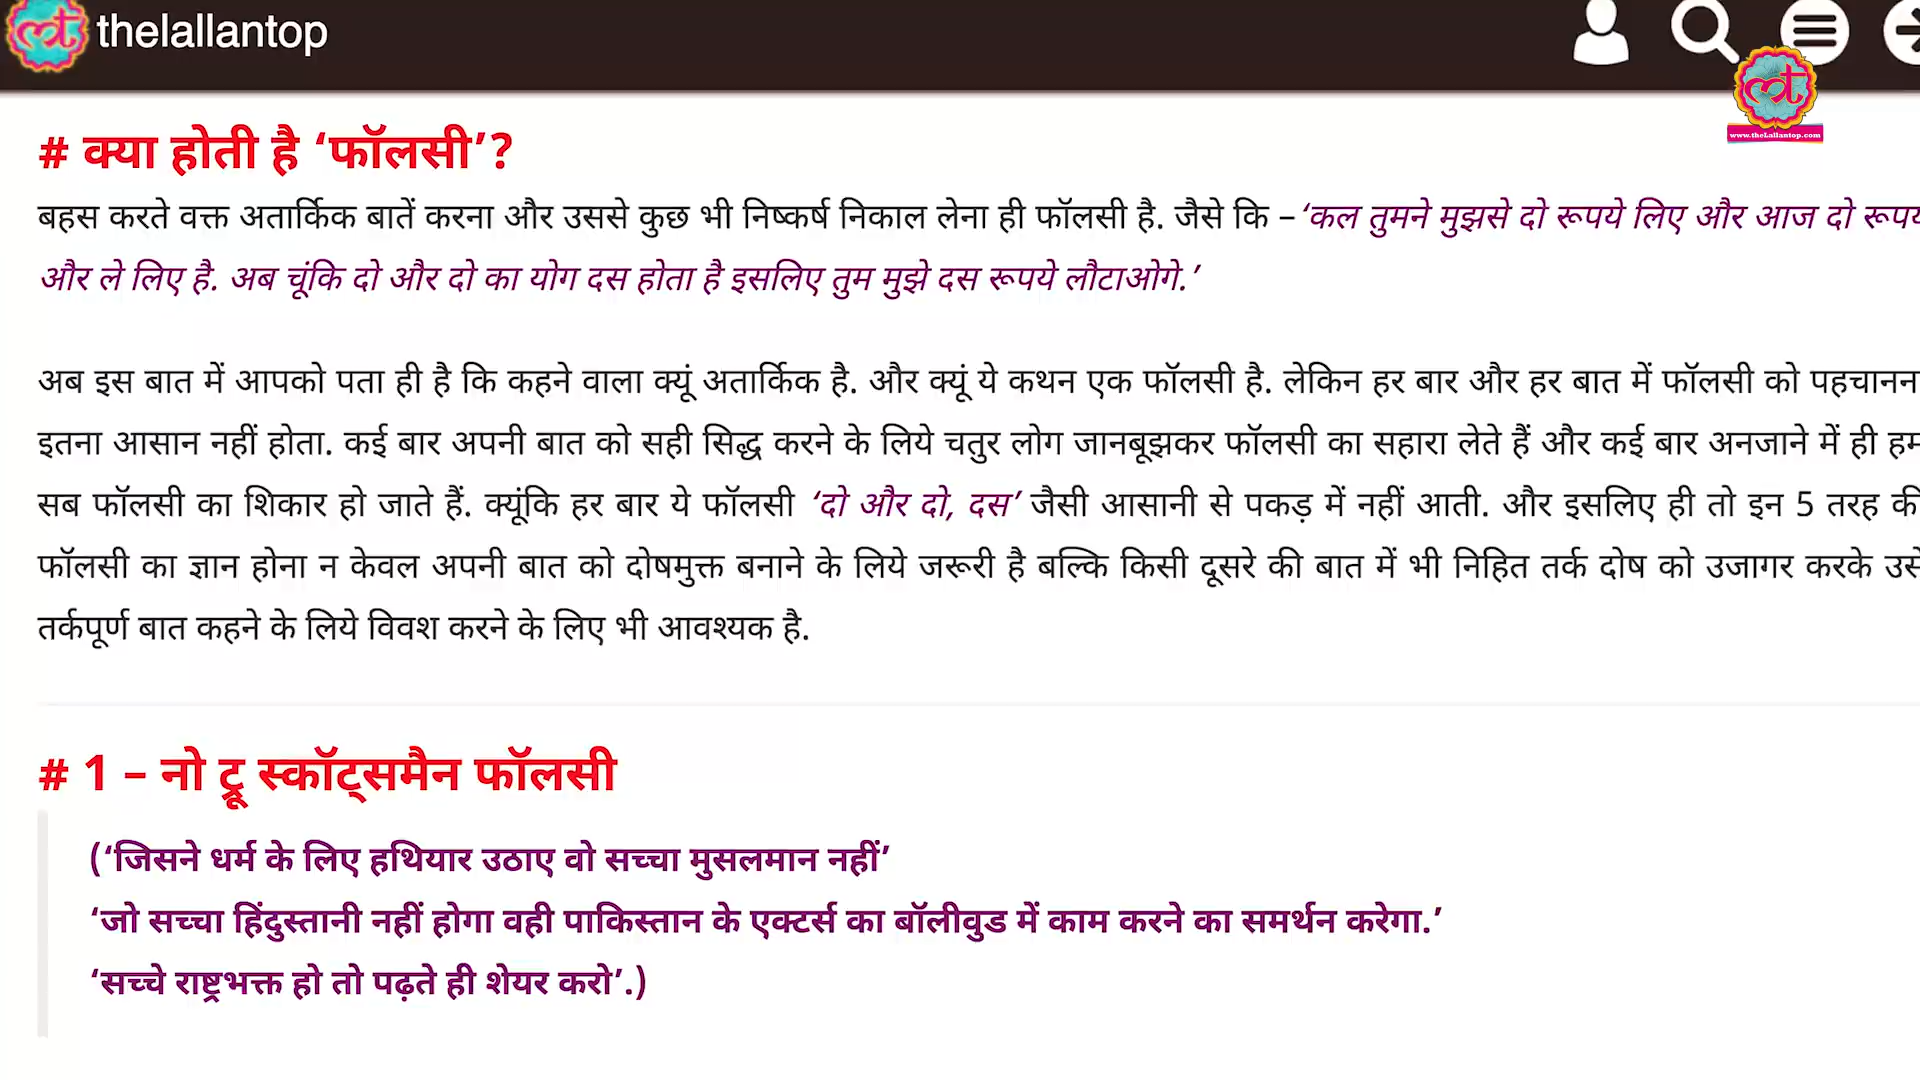 thelallantop
www.theLallantop.com
# क्या होती है ‘फॉलसी’?
बहस करते वक्त अतार्किक बातें करना और उससे कुछ भी निष्कर्ष निकाल लेना ही फॉलसी है. जैसे कि – ‘कल तुमने मुझसे दो रूपये लिए और आज दो
और ले लिए है. अब चूंकि दो और दो का योग दस होता है इसलिए तुम मुझे दस रूपये लौटाओगे.’
अब इस बात में आपको पता ही है कि कहने वाला क्यूं अतार्किक है. और क्यूं ये कथन एक फॉलसी है. लेकिन हर बार और हर बात में फॉलसी को
इतना आसान नहीं होता. कई बार अपनी बात को सही सिद्ध करने के लिये चतुर लोग जानबूझकर फॉलसी का सहारा लेते हैं और कई बार अनजाने में ही हम
सब फॉलसी का शिकार हो जाते हैं. क्यूंकि हर बार ये फॉलसी ‘दो और दो, दस’ जैसी आसानी से पकड़ में नहीं आती. और इसलिए ही तो इन 5 तरह की
फॉलसी का ज्ञान होना न केवल अपनी बात को दोषमुक्त बनाने के लिये जरूरी है बल्कि किसी दूसरे की बात में भी निहित तर्क दोष को उजागर करके उसे
तर्कपूर्ण बात कहने के लिये विवश करने के लिए भी आवश्यक है.
# 1 – नो ट्रू स्कॉट्समैन फॉलसी
(‘जिसने धर्म के लिए हथियार उठाए वो सच्चा मुसलमान नहीं’
‘जो सच्चा हिंदुस्तानी नहीं होगा वही पाकिस्तान के एक्टर्स का बॉलीवुड में काम करने का समर्थन करेगा.’
‘सच्चे राष्ट्रभक्त हो तो पढ़ते ही शेयर करो’.)